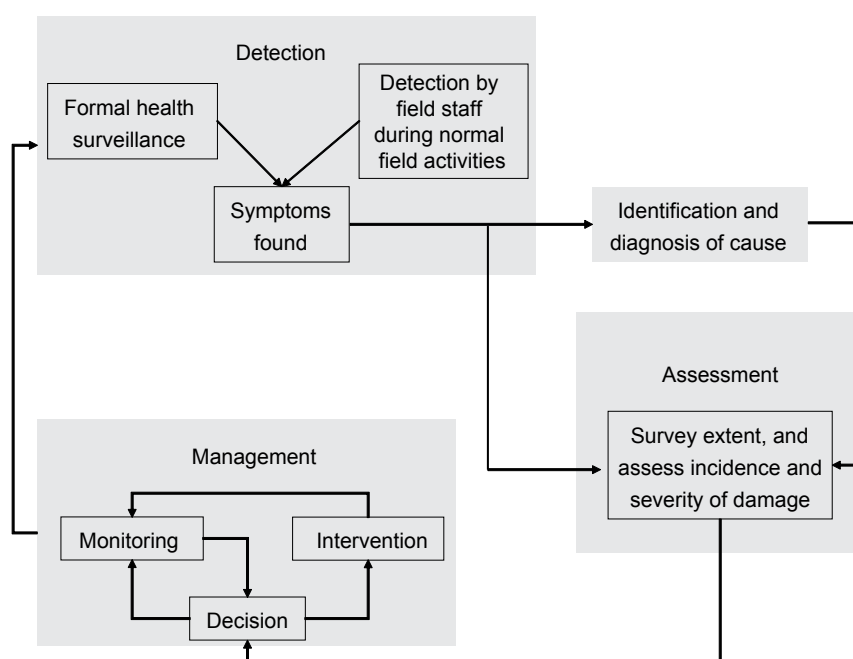 Detection
Formal health
surveillance
Detection by
field staff
during normal
field activities
Symptoms
found
Identification and
diagnosis of cause
Assessment
Survey extent, and
assess incidence and
severity of damage
Management
Monitoring
Intervention
Decision